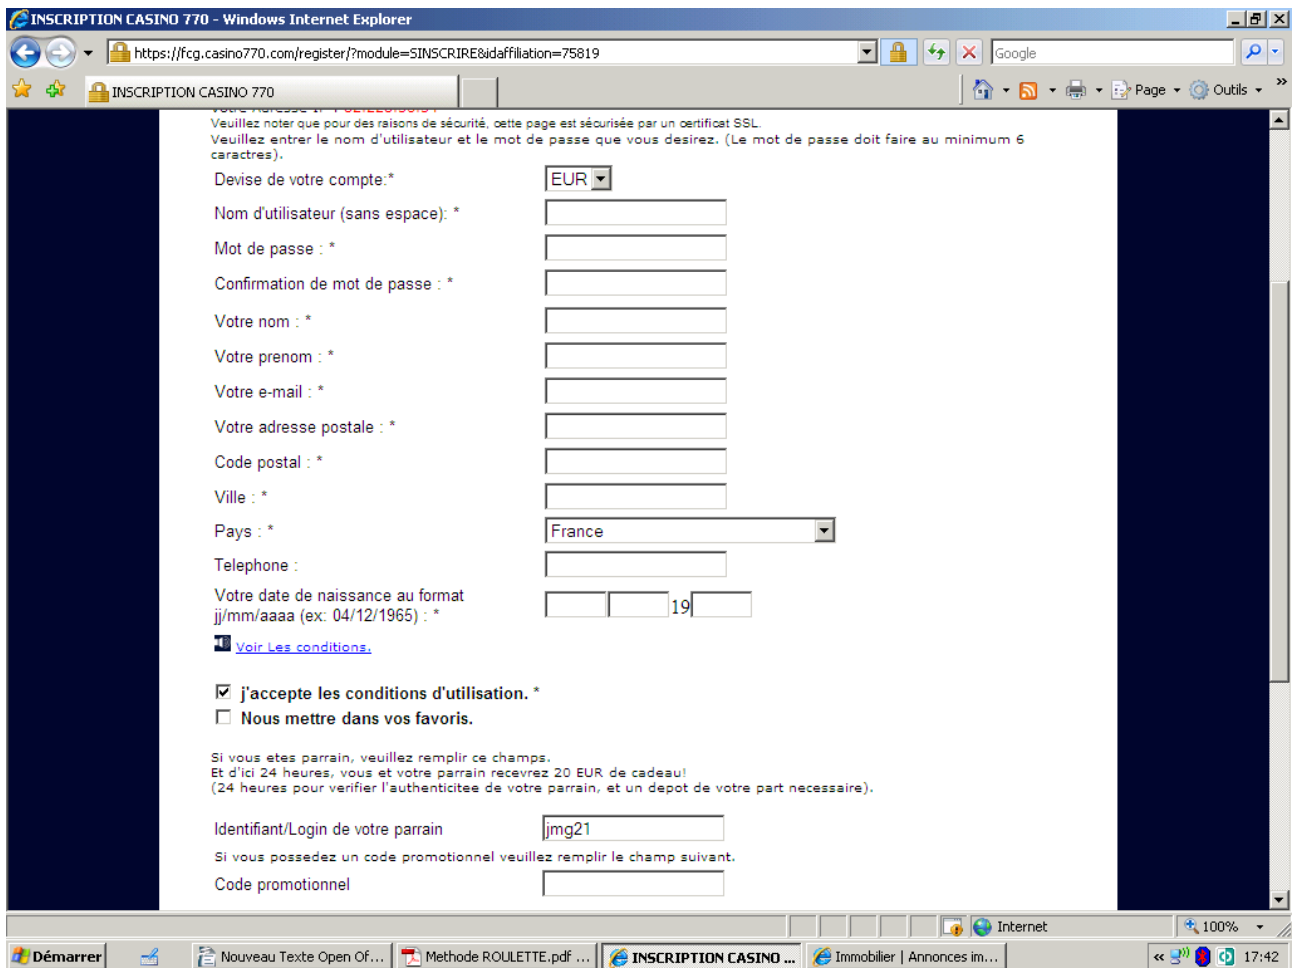 INSCRIPTION CASINO 770 - Windows Internet Explorer
https://fcg.casino770.com/register/?module=SINSCRIRE&idaffiliation=75819
Google
INSCRIPTION CASINO 770
Page
Outils
»
Veuillez noter que pour des raisons de sécurité, cette page est sécurisée par un certificat SSL.
Veuillez entrer le nom d'utilisateur et le mot de passe que vous desirez. (Le mot de passe doit faire au minimum 6
caractres).
Devise de votre compte:* EUR
Nom d'utilisateur (sans espace): *
Mot de passe : *
Confirmation de mot de passe : *
Votre nom : *
Votre prenom : *
Votre e-mail : *
Votre adresse postale : *
Code postal : *
Ville : *
Pays : * France
Telephone :
Votre date de naissance au format
jj/mm/aaaa (ex: 04/12/1965) : * 19
Voir Les conditions.
j'accepte les conditions d'utilisation. *
Nous mettre dans vos favoris.
Si vous etes parrain, veuillez remplir ce champs.
Et d'ici 24 heures, vous et votre parrain recevrez 20 EUR de cadeau!
(24 heures pour verifier l'authenticitee de votre parrain, et un depot de votre part necessaire).
Identifiant/Login de votre parrain jmg21
Si vous possedez un code promotionnel veuillez remplir le champ suivant.
Code promotionnel
Internet 100%
Démarrer Nouveau Texte Open Of... Methode ROULETTE.pdf ... INSCRIPTION CASINO ... Immobilier | Annonces im... « 17:42